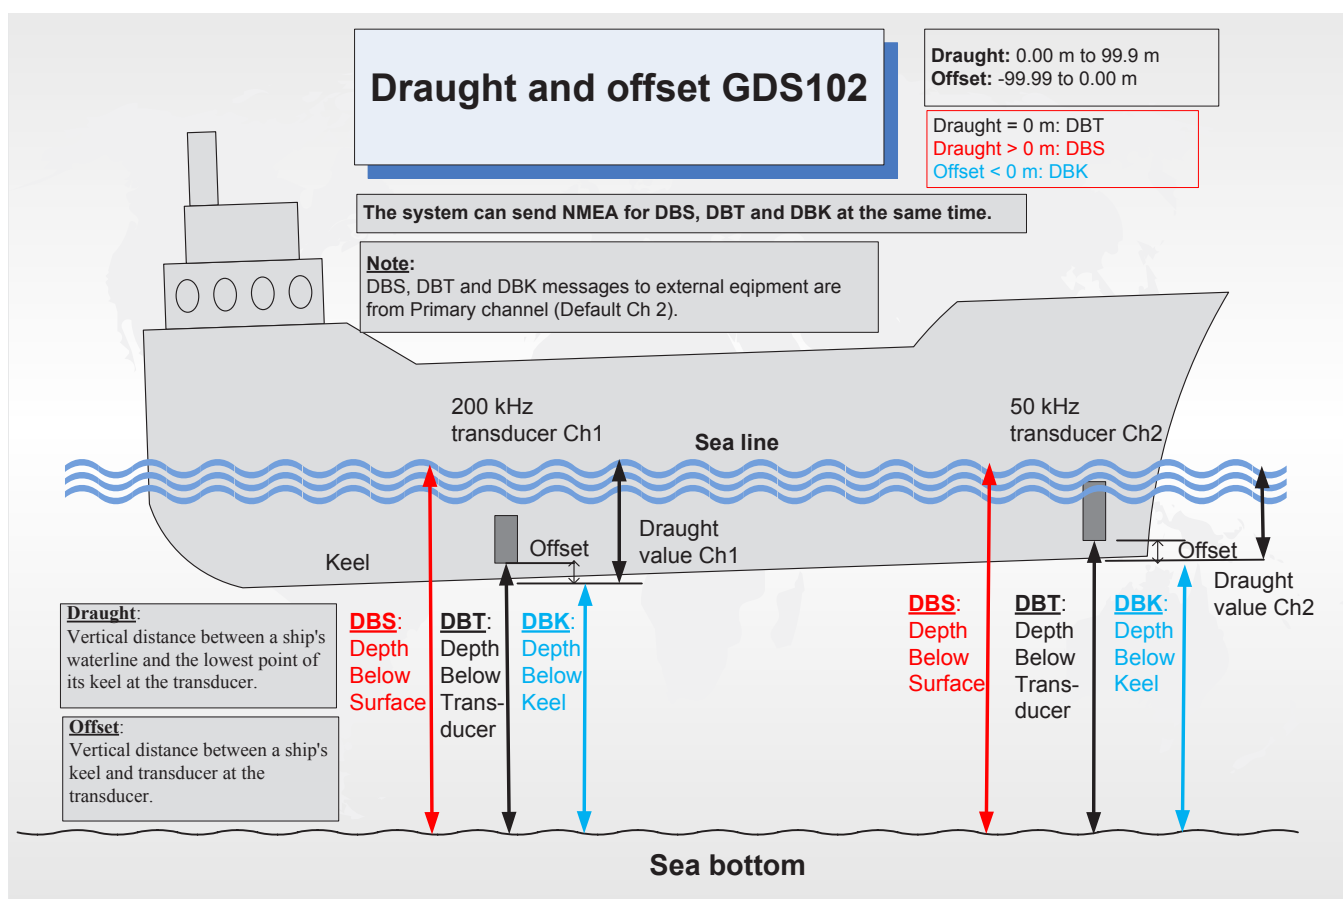 Draught and offset GDS102
Draught: 0.00 m to 99.9 m
Offset: -99.99 to 0.00 m
Draught = 0 m: DBT
Draught > 0 m: DBS
Offset < 0 m: DBK
The system can send NMEA for DBS, DBT and DBK at the same time.
Note:
DBS, DBT and DBK messages to external eqipment are
from Primary channel (Default Ch 2).
200 kHz
transducer Ch1
Sea line
50 kHz
transducer Ch2
Keel
Offset
Draught
value Ch1
Offset
Draught
value Ch2
Draught:
Vertical distance between a ship's
waterline and the lowest point of
its keel at the transducer.
Offset:
Vertical distance between a ship's
keel and transducer at the
transducer.
DBS:
Depth
Below
Surface
DBT:
Depth
Below
Trans-
ducer
DBK:
Depth
Below
Keel
DBS:
Depth
Below
Surface
DBT:
Depth
Below
Trans-
ducer
DBK:
Depth
Below
Keel
Sea bottom